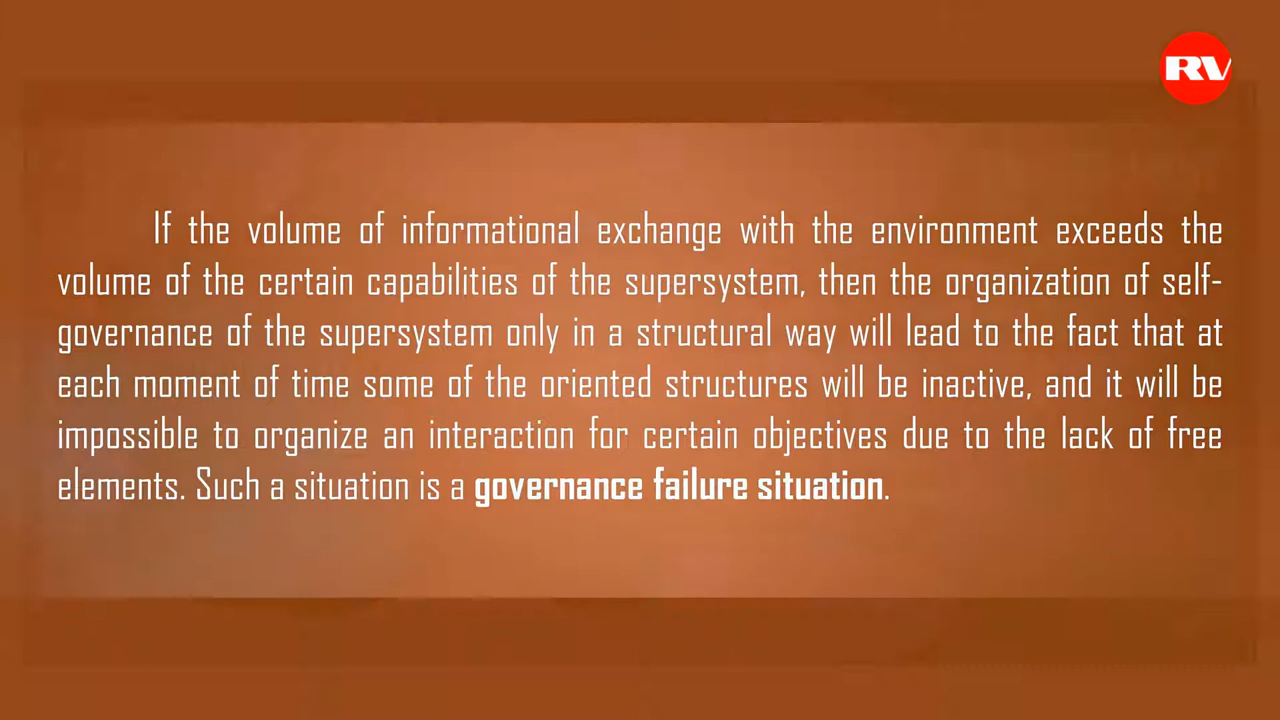 RV
If the volume of informational exchange with the environment exceeds the
volume of the certain capabilities of the supersystem, then the organization of self-
governance of the supersystem only in a structural way will lead to the fact that at
each moment of time some of the oriented structures will be inactive, and it will be
impossible to organize an interaction for certain objectives due to the lack of free
elements. Such a situation is a governance failure situation.